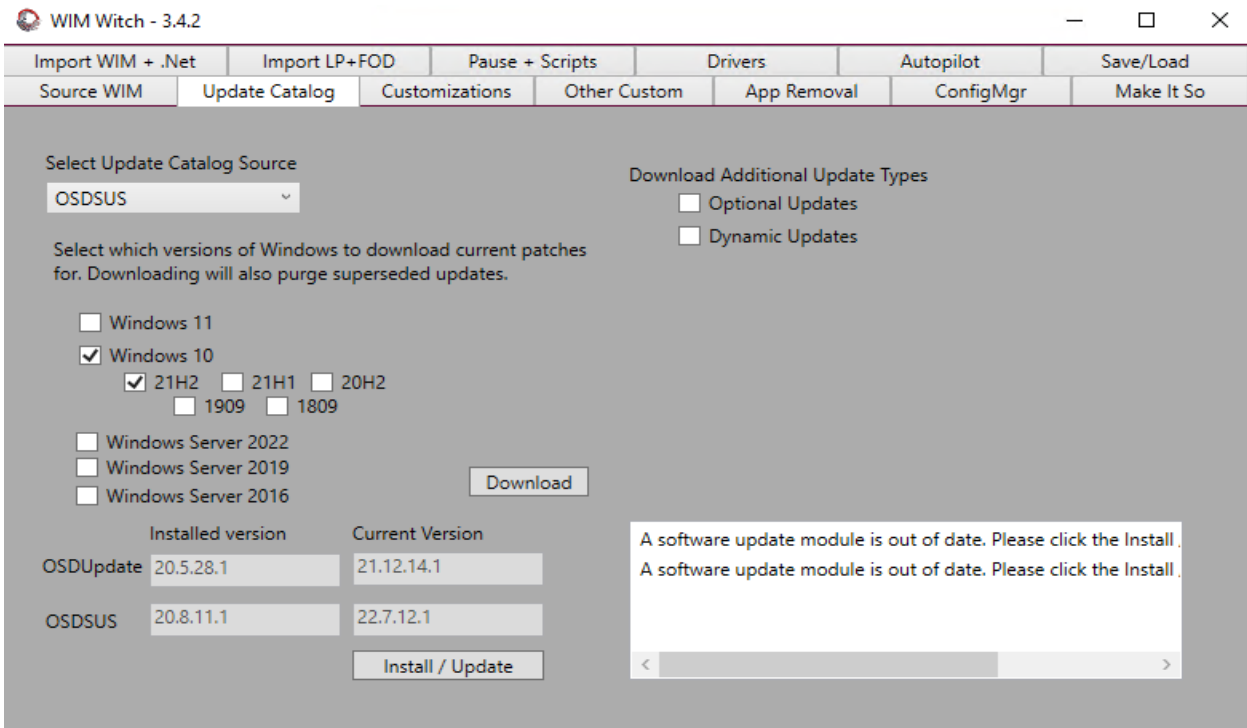 WIM Witch - 3.4.2
Import WIM + .Net Import LP+FOD Pause + Scripts Drivers Autopilot Save/Load
Source WIM Update Catalog Customizations Other Custom App Removal ConfigMgr Make It So
Select Update Catalog Source
OSDSUS
Select which versions of Windows to download current patches
for. Downloading will also purge superseded updates.
Windows 11
Windows 10
21H2 21H1 20H2
1909 1809
Windows Server 2022
Windows Server 2019
Windows Server 2016
Download
Download Additional Update Types
Optional Updates
Dynamic Updates
Installed version Current Version
OSDUpdate 20.5.28.1 21.12.14.1
OSDSUS 20.8.11.1 22.7.12.1
Install / Update
A software update module is out of date. Please click the Install
A software update module is out of date. Please click the Install